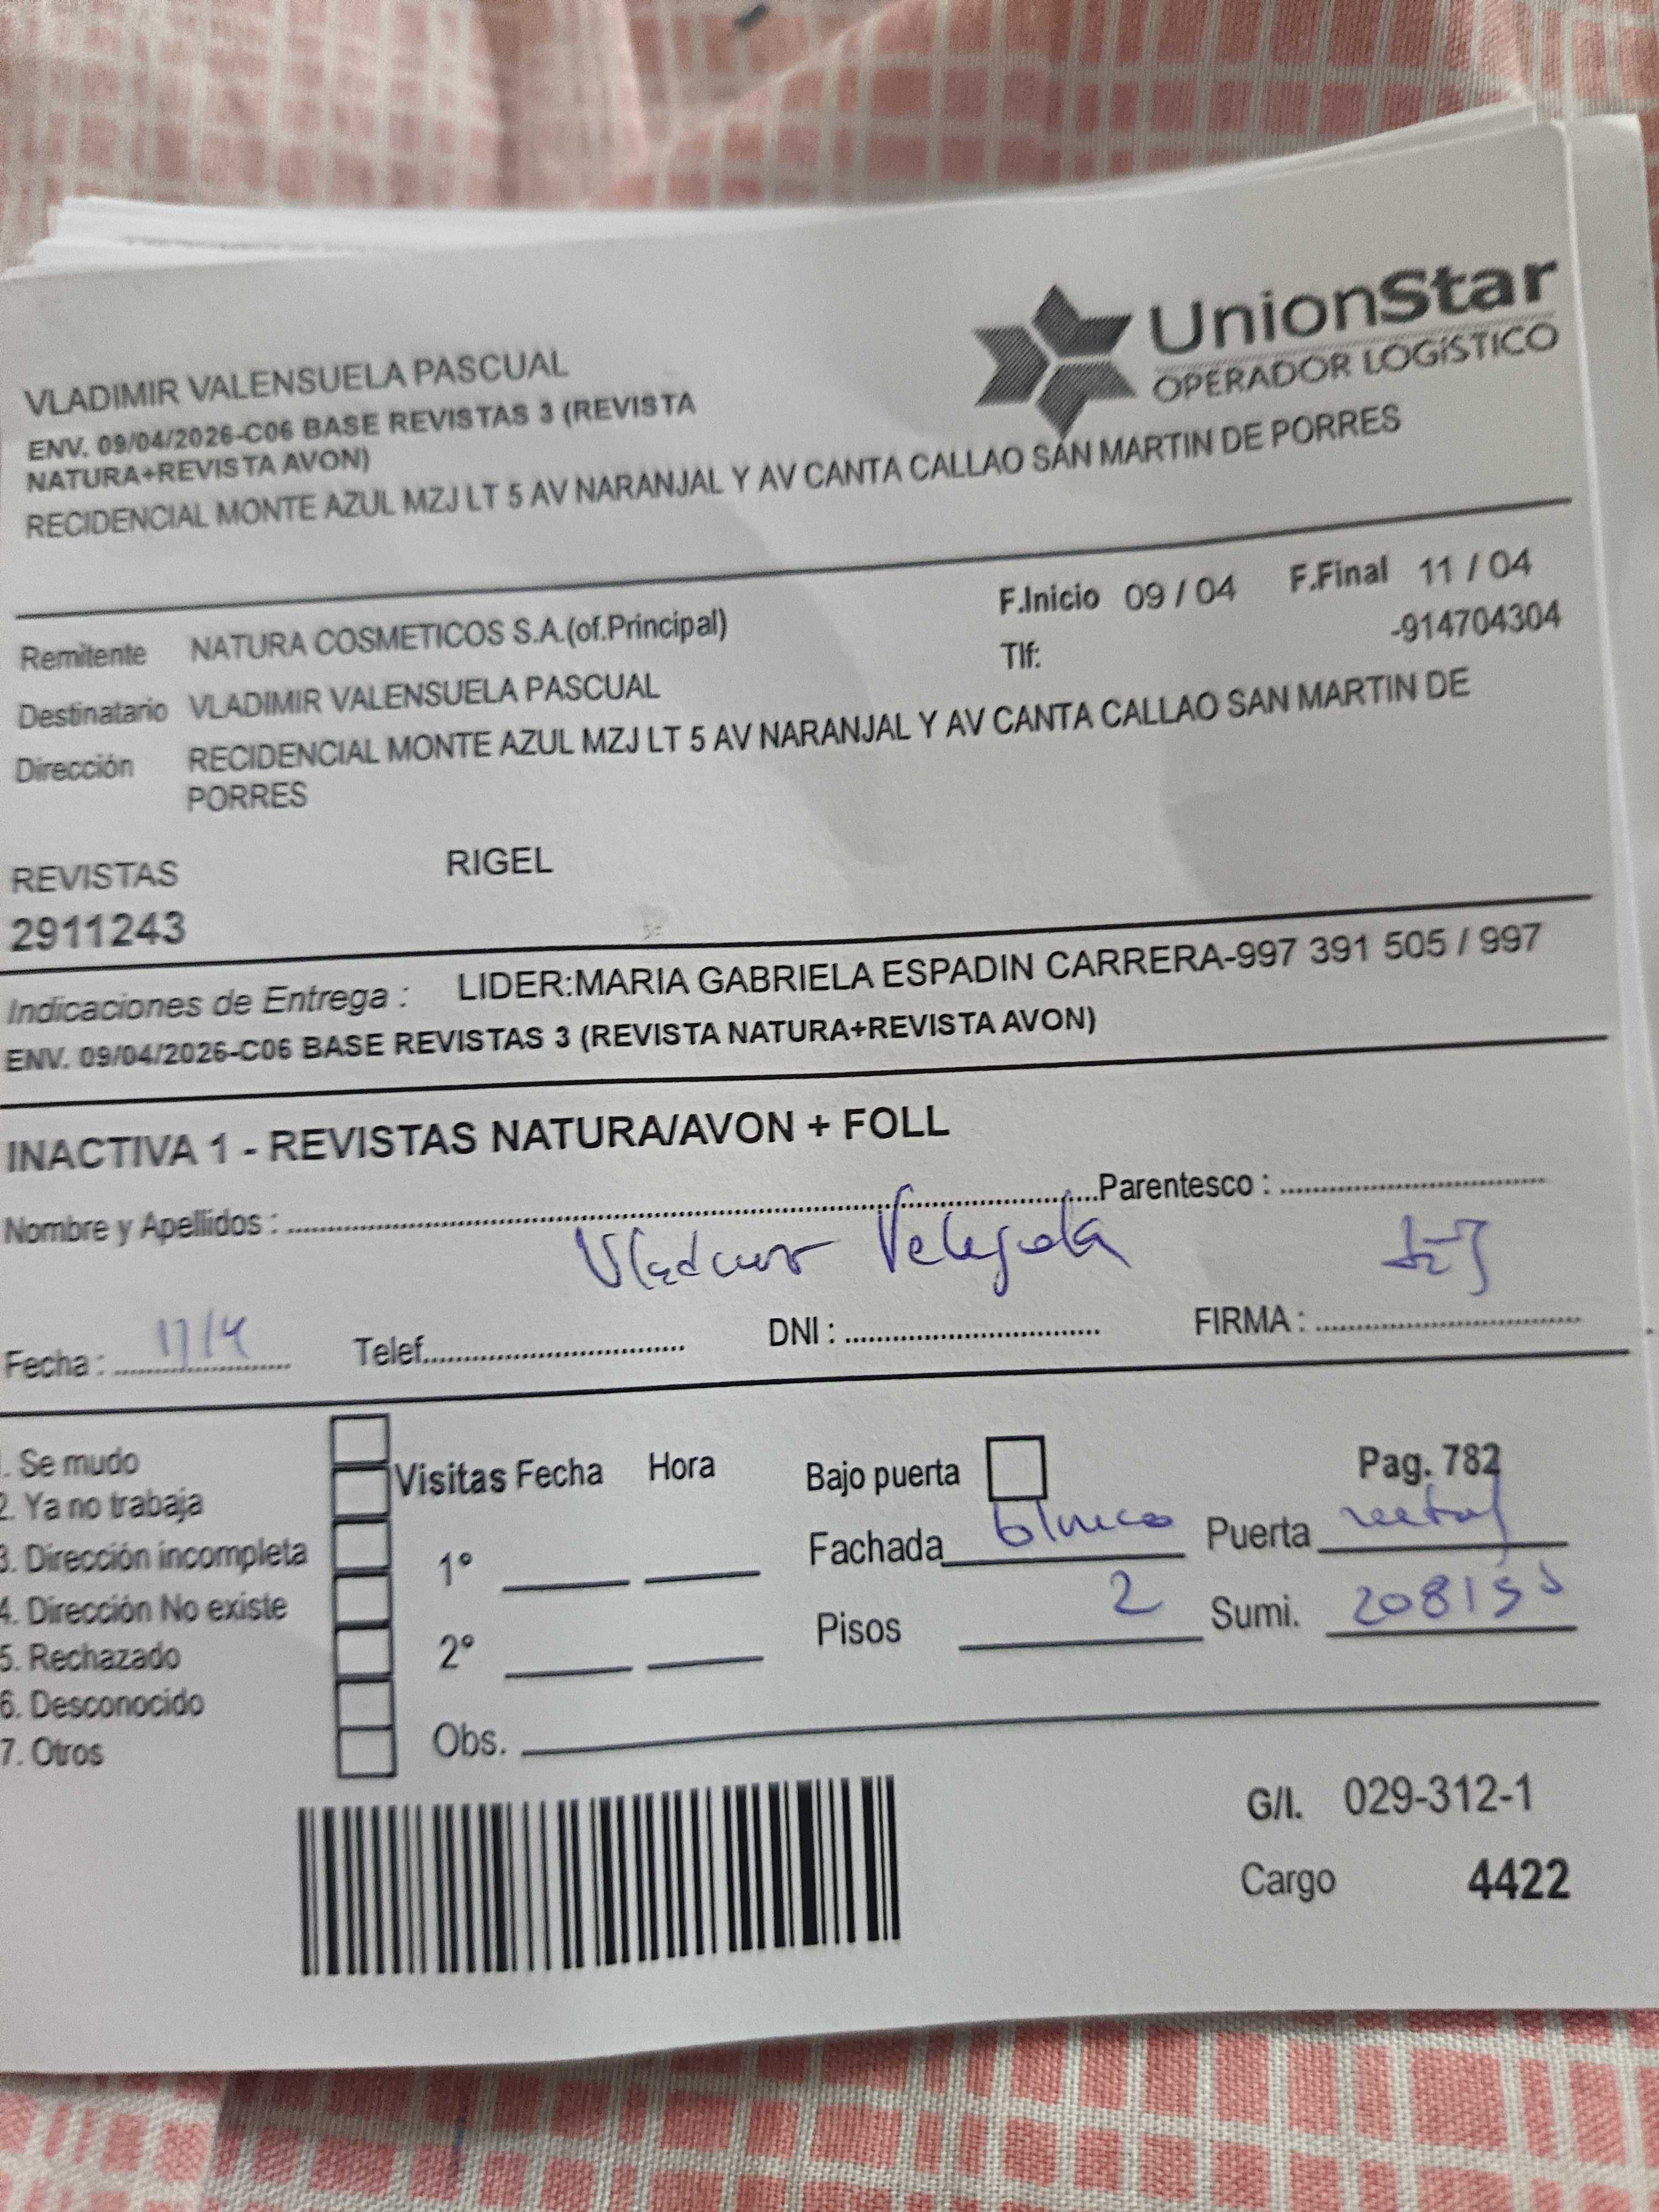 UnionStar
OPERADOR LOGÍSTICO
VLADIMIR VALENSUELA PASCUAL
ENV. 09/04/2026-C06 BASE REVISTAS 3 (REVISTA
NATURA+REVISTA AVON)
RECIDENCIAL MONTE AZUL MZJ LT 5 AV NARANJAL Y AV CANTA CALLAO SAN MARTIN DE PORRES
Remitente NATURA COSMETICOS S.A.(of.Principal) F.Inicio 09 / 04 F.Final 11 / 04
Tlf: -914704304
Destinatario VLADIMIR VALENSUELA PASCUAL
Dirección RECIDENCIAL MONTE AZUL MZJ LT 5 AV NARANJAL Y AV CANTA CALLAO SAN MARTIN DE
PORRES
REVISTAS RIGEL
2911243
Indicaciones de Entrega : LIDER:MARIA GABRIELA ESPADIN CARRERA-997 391 505 / 997
ENV. 09/04/2026-C06 BASE REVISTAS 3 (REVISTA NATURA+REVISTA AVON)
INACTIVA 1 - REVISTAS NATURA/AVON + FOLL
Nombre y Apellidos : Parentesco :
Fecha : 11/4 Telef. DNI : FIRMA :
. Se mudo
2. Ya no trabaja
3. Dirección incompleta
4. Dirección No existe
5. Rechazado
6. Desconocido
7. Otros
Visitas Fecha Hora
1°
2°
Obs.
Bajo puerta Pag. 782
Fachada Puerta
Pisos 2 Sumi.
G/I. 029-312-1
Cargo 4422